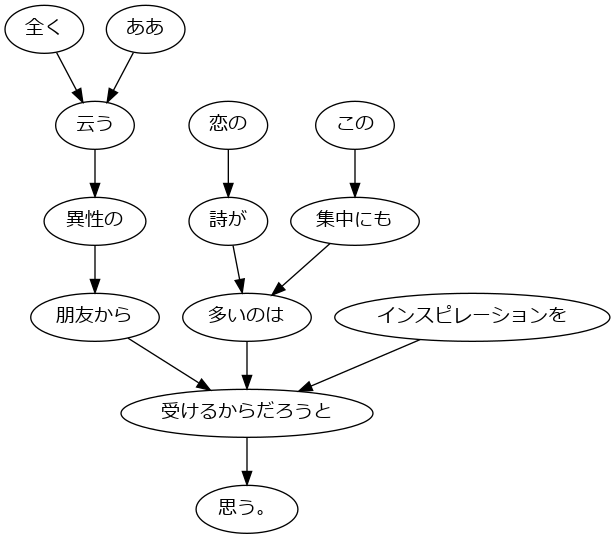 全く ああ
云う 恋の この
異性の 詩が 集中にも
朋友から 多いのは インスピレーションを
受けるからだろうと
思う。